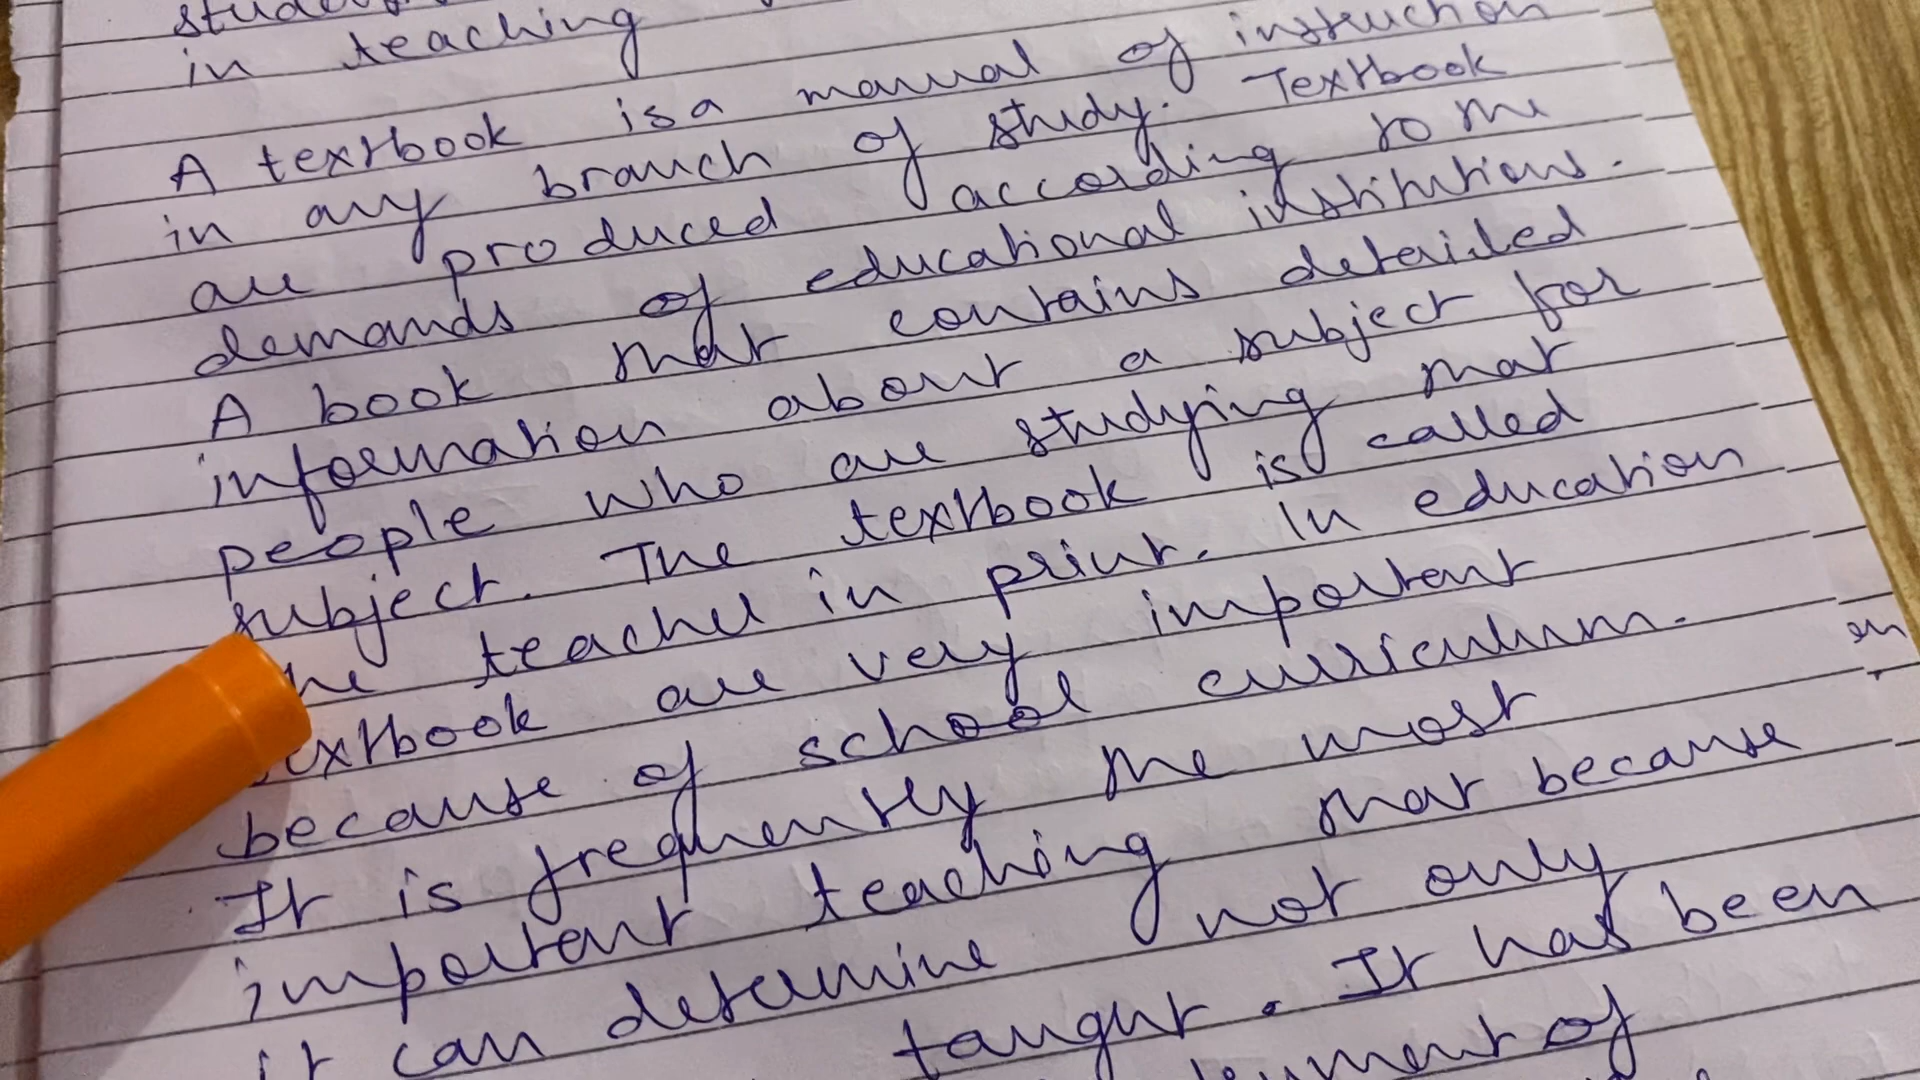 in teaching
A textbook is a manual of instruction
in any branch of study. Textbook
are produced according to the
demands of educational institutions.
A book that contains detailed
information about a subject for
people who are studying that
subject. The textbook is called
he teacher in print. In education
extbook are very important
because of school curriculum.
It is frequently the most
important teaching that because
it can determine not only
taught. It has been
of